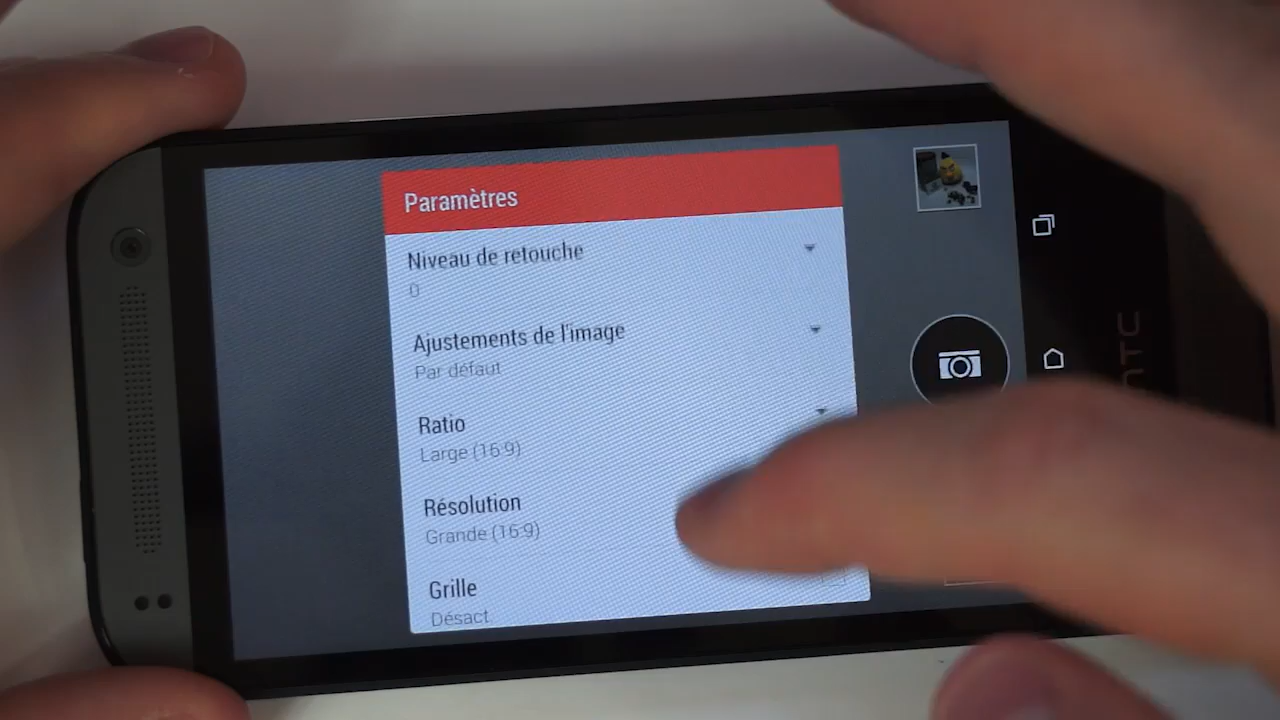 Paramètres
Niveau de retouche
0
Ajustements de l'image
Par défaut
Ratio
Large (16:9)
Résolution
Grande (16:9)
Grille
Désact.
hTC